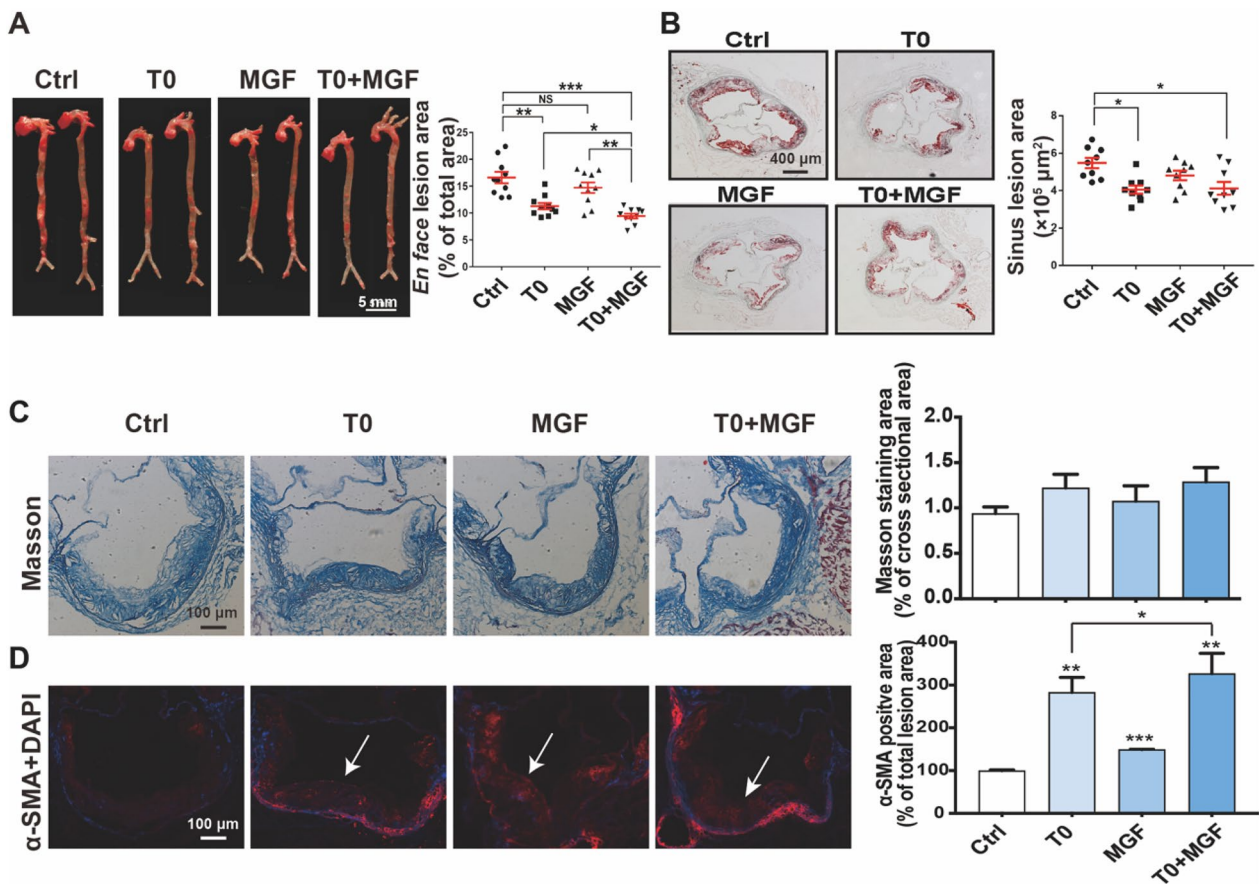 A
Ctrl
T0
MGF
T0+MGF
5 mm
En face lesion area
(% of total area)
25
20
15
10
5
0
***
NS
**
*
**
Ctrl
T0
MGF
T0+MGF
B
Ctrl
T0
400 µm
MGF
T0+MGF
Sinus lesion area
(×10⁵ µm²)
8
6
4
2
0
*
*
Ctrl
T0
MGF
T0+MGF
C
Ctrl
T0
MGF
T0+MGF
Masson
100 µm
Masson staining area
(% of cross sectional area)
2.0
1.5
1.0
0.5
0.0
D
α-SMA+DAPI
100 µm
α-SMA positve area
(% of total lesion area)
400
300
200
100
0
*
**
***
**
Ctrl
T0
MGF
T0+MGF